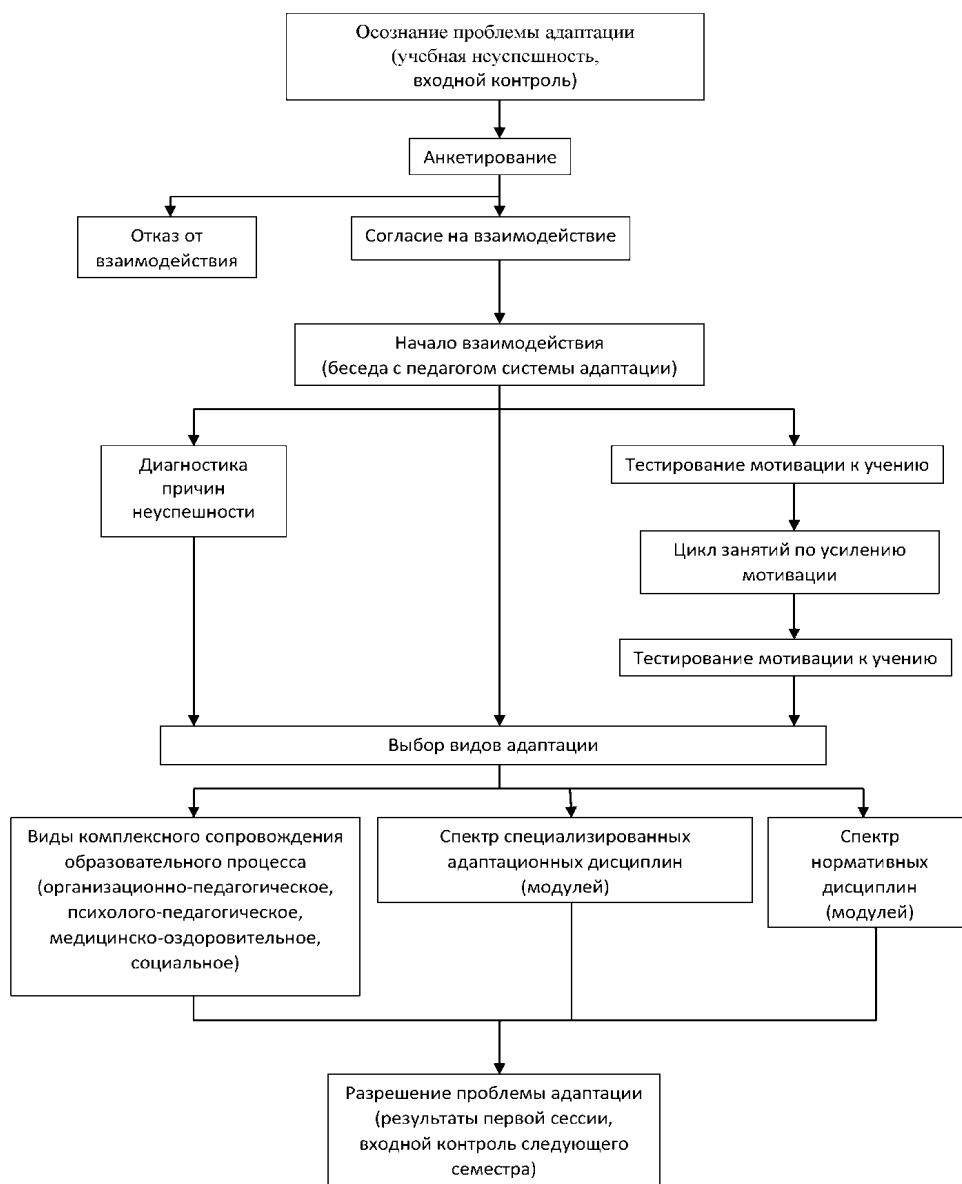 Осознание проблемы адаптации
(учебная неуспешность,
входной контроль)
Анкетирование
Отказ от
взаимодействия
Согласие на взаимодействие
Начало взаимодействия
(беседа с педагогом системы адаптации)
Диагностика
причин
неуспешности
Тестирование мотивации к учению
Цикл занятий по усилению
мотивации
Тестирование мотивации к учению
Выбор видов адаптации
Виды комплексного сопровождения
образовательного процесса
(организационно-педагогическое,
психолого-педагогическое,
медицинско-оздоровительное,
социальное)
Спектр специализированных
адаптационных дисциплин
(модулей)
Спектр
нормативных
дисциплин
(модулей)
Разрешение проблемы адаптации
(результаты первой сессии,
входной контроль следующего
семестра)